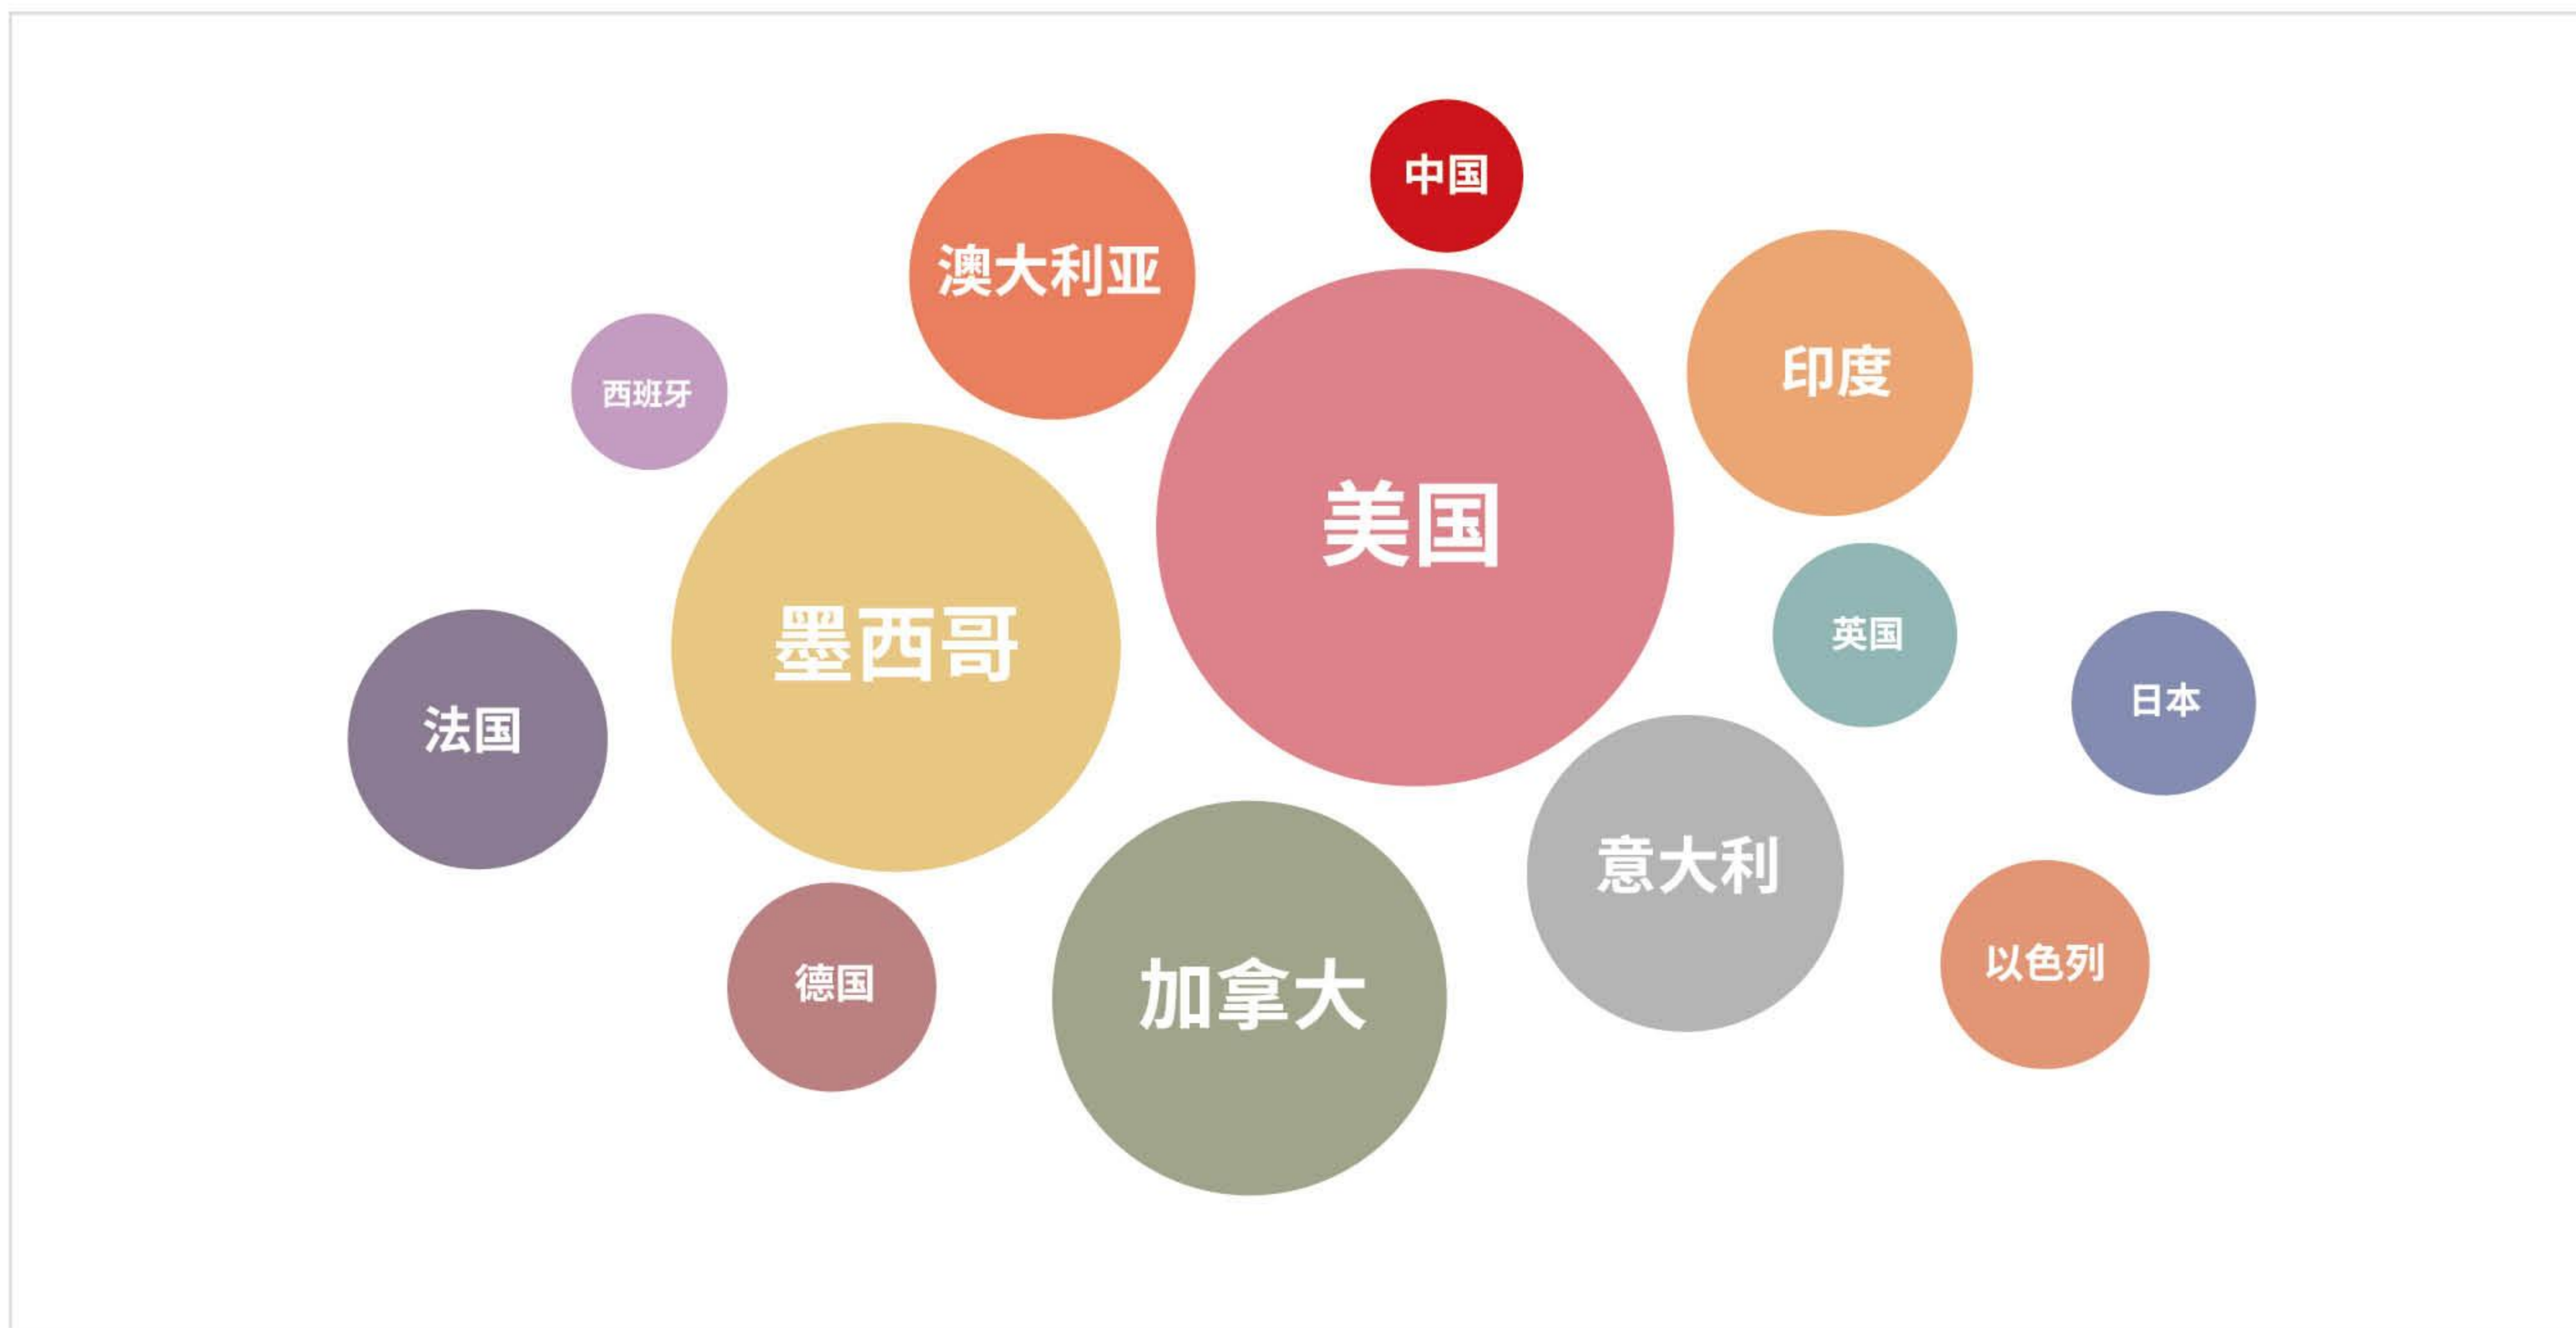 中国
澳大利亚
印度
西班牙
美国
英国
墨西哥
日本
法国
意大利
以色列
德国
加拿大